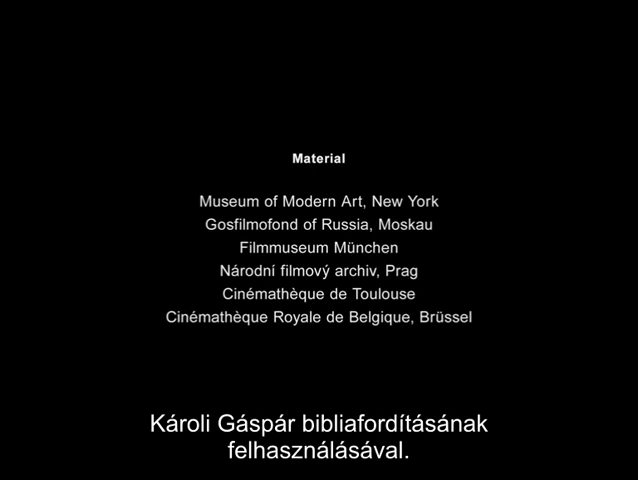 Material
Museum of Modern Art, New York
Gosfilmofond of Russia, Moskau
Filmmuseum München
Národní filmový archiv, Prag
Cinémathèque de Toulouse
Cinémathèque Royale de Belgique, Brüssel
Károli Gáspár bibliafordításának
felhasználásával.